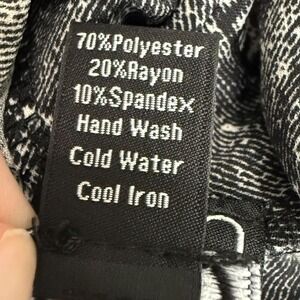 70%Polyester
20%Rayon
10%Spandex
Hand Wash
Cold Water
Cool Iron